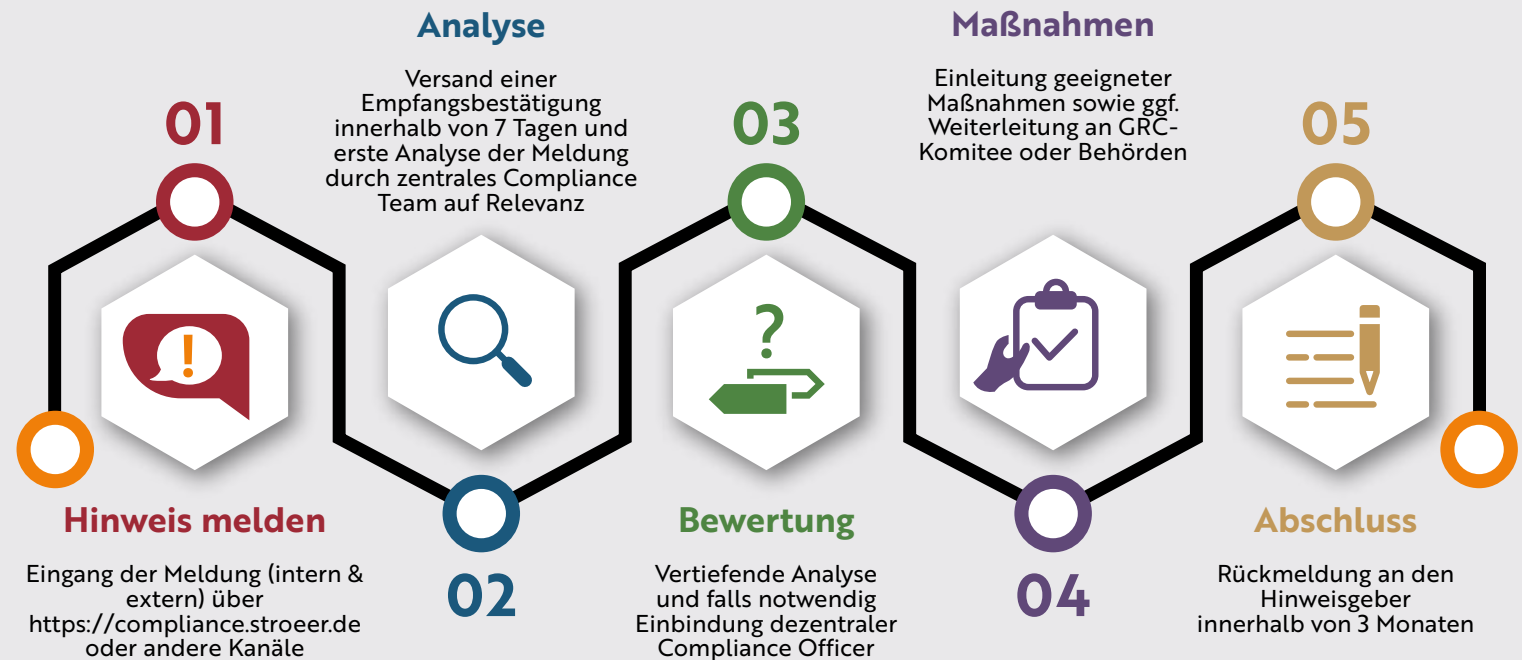 01
Hinweis melden
Eingang der Meldung (intern &
extern) über
https://compliance.stroeer.de
oder andere Kanäle
Analyse
Versand einer
Empfangsbestätigung
innerhalb von 7 Tagen und
erste Analyse der Meldung
durch zentrales Compliance
Team auf Relevanz
02
03
Bewertung
Vertiefende Analyse
und falls notwendig
Einbindung dezentraler
Compliance Officer
Maßnahmen
Einleitung geeigneter
Maßnahmen sowie ggf.
Weiterleitung an GRC-
Komitee oder Behörden
04
05
Abschluss
Rückmeldung an den
Hinweisgeber
innerhalb von 3 Monaten